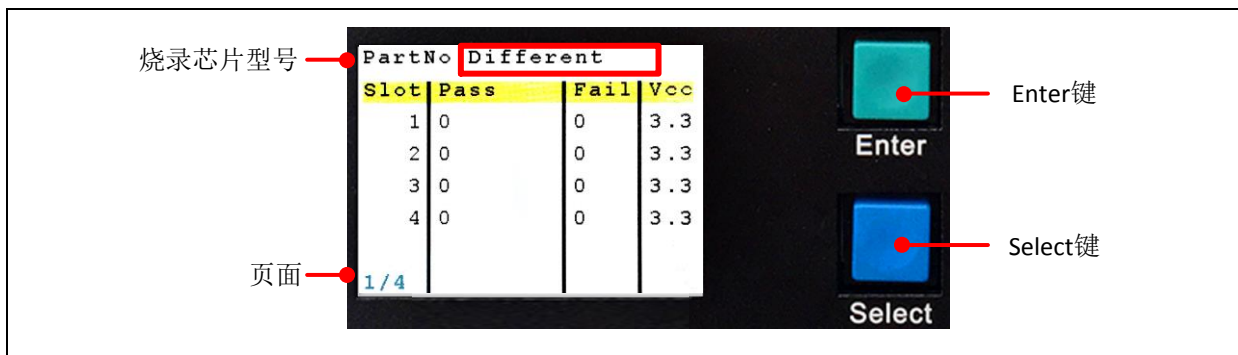 烧录芯片型号
PartNo Different
Slot Pass Fail Vcc
1 0 0 3.3
2 0 0 3.3
3 0 0 3.3
4 0 0 3.3
页面
1/4
Enter键
Enter
Select键
Select